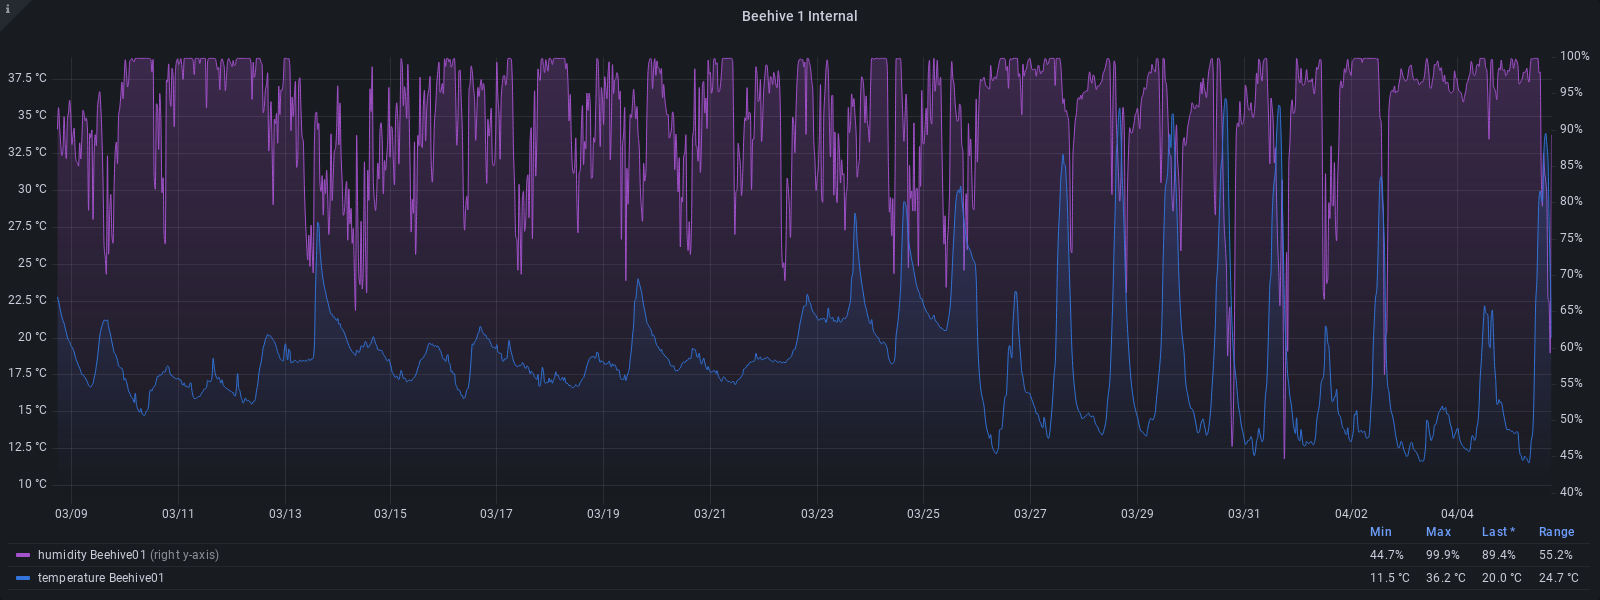 i
Beehive 1 Internal
37.5 °C
35 °C
32.5 °C
30 °C
27.5 °C
25 °C
22.5 °C
20 °C
17.5 °C
15 °C
12.5 °C
10 °C
100%
95%
90%
85%
80%
75%
70%
65%
60%
55%
50%
45%
40%
03/09 03/11 03/13 03/15 03/17 03/19 03/21 03/23 03/25 03/27 03/29 03/31 04/02 04/04
Min Max Last * Range
humidity Beehive01 (right y-axis) 44.7% 99.9% 89.4% 55.2%
temperature Beehive01 11.5 °C 36.2 °C 20.0 °C 24.7 °C